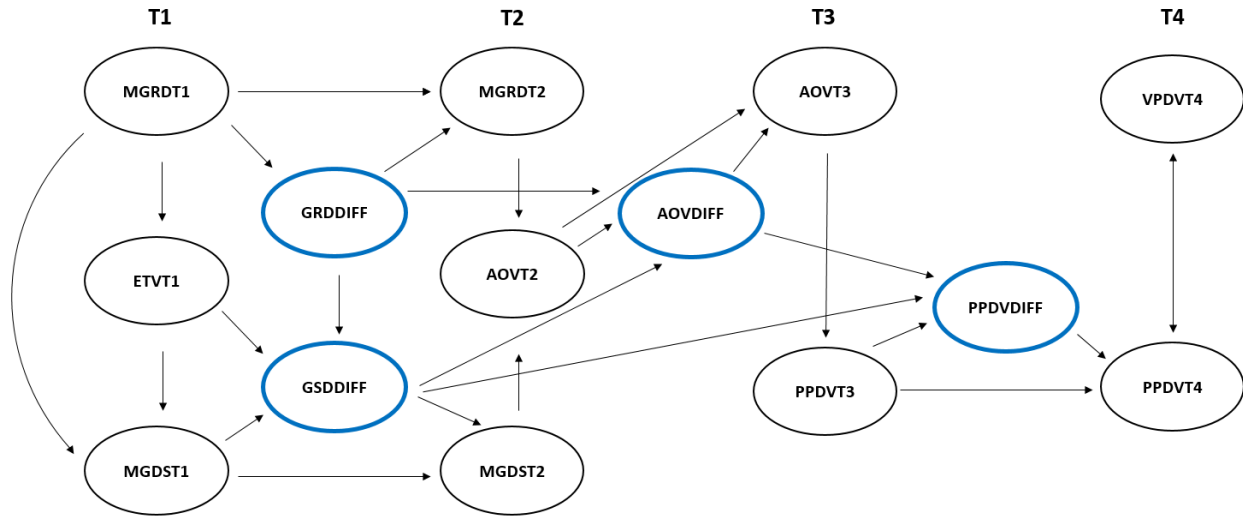 T1
T2
T3
T4
MGRDT1
MGRDT2
AOVT3
VPDVT4
GRDDIFF
AOVDIFF
ETVT1
AOVT2
PPDVDIFF
GSDDIFF
PPDVT3
PPDVT4
MGDST1
MGDST2